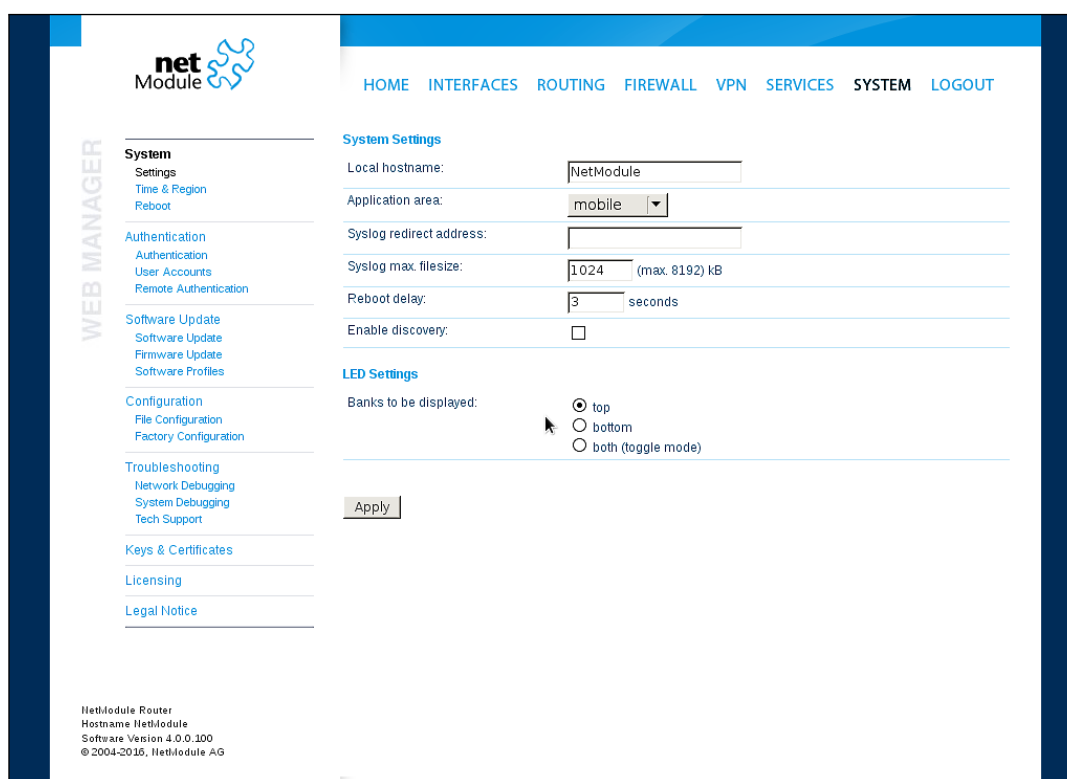 net
Module
HOME INTERFACES ROUTING FIREWALL VPN SERVICES SYSTEM LOGOUT
WEB MANAGER
System
Settings
Time & Region
Reboot
Authentication
Authentication
User Accounts
Remote Authentication
Software Update
Software Update
Firmware Update
Software Profiles
Configuration
File Configuration
Factory Configuration
Troubleshooting
Network Debugging
System Debugging
Tech Support
Keys & Certificates
Licensing
Legal Notice
System Settings
Local hostname: NetModule
Application area: mobile
Syslog redirect address:
Syslog max. filesize: 1024 (max. 8192) kB
Reboot delay: 3 seconds
Enable discovery:
LED Settings
Banks to be displayed: top
bottom
both (toggle mode)
Apply
NetModule Router
Hostname NetModule
Software Version 4.0.0.100
© 2004-2016, NetModule AG